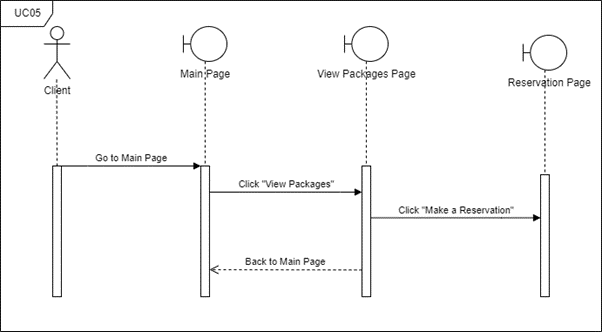 UC05
Client
Main Page
View Packages Page
Reservation Page
Go to Main Page
Click "View Packages"
Click "Make a Reservation"
Back to Main Page